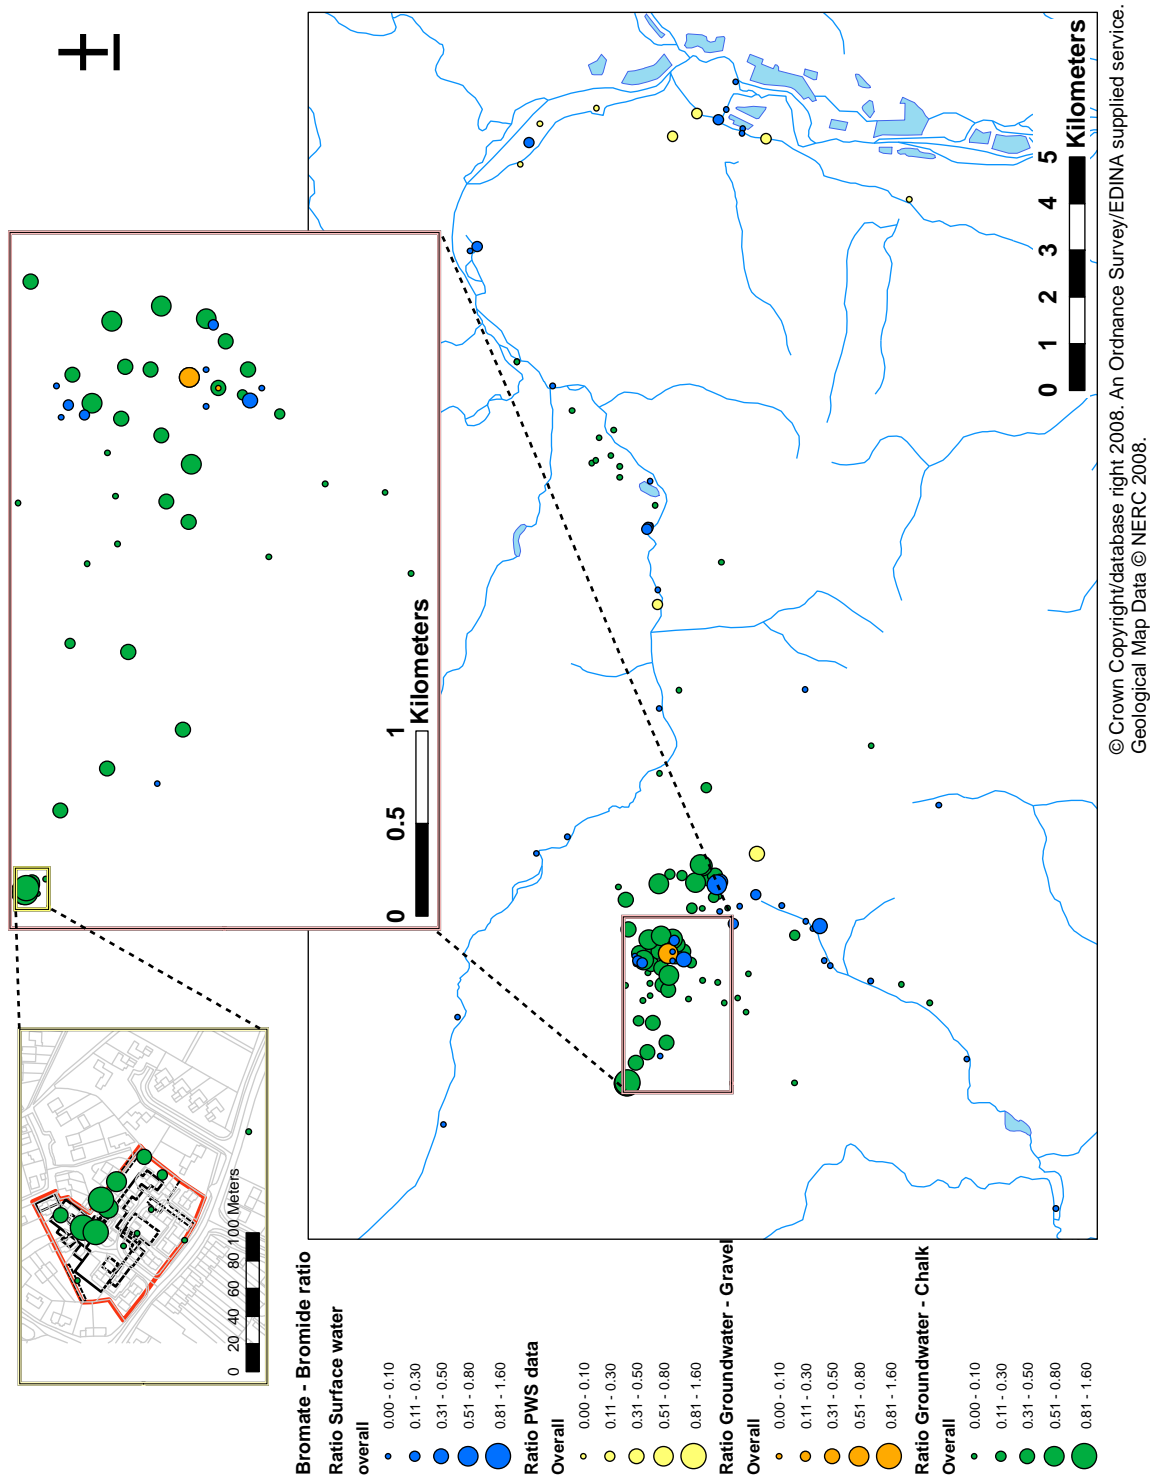 Bromate - Bromide ratio
Ratio Surface water
overall
0.00 - 0.10
0.11 - 0.30
0.31 - 0.50
0.51 - 0.80
0.81 - 1.60
Ratio PWS data
Overall
0.00 - 0.10
0.11 - 0.30
0.31 - 0.50
0.51 - 0.80
0.81 - 1.60
Ratio Groundwater - Gravel
Overall
0.00 - 0.10
0.11 - 0.30
0.31 - 0.50
0.51 - 0.80
0.81 - 1.60
Ratio Groundwater - Chalk
Overall
0.00 - 0.10
0.11 - 0.30
0.31 - 0.50
0.51 - 0.80
0.81 - 1.60
0 20 40 60 80 100 Meters
0 0.5 1
Kilometers
0 1 2 3 4 5
Kilometers
© Crown Copyright/database right 2008. An Ordnance Survey/EDINA supplied service.
Geological Map Data © NERC 2008.